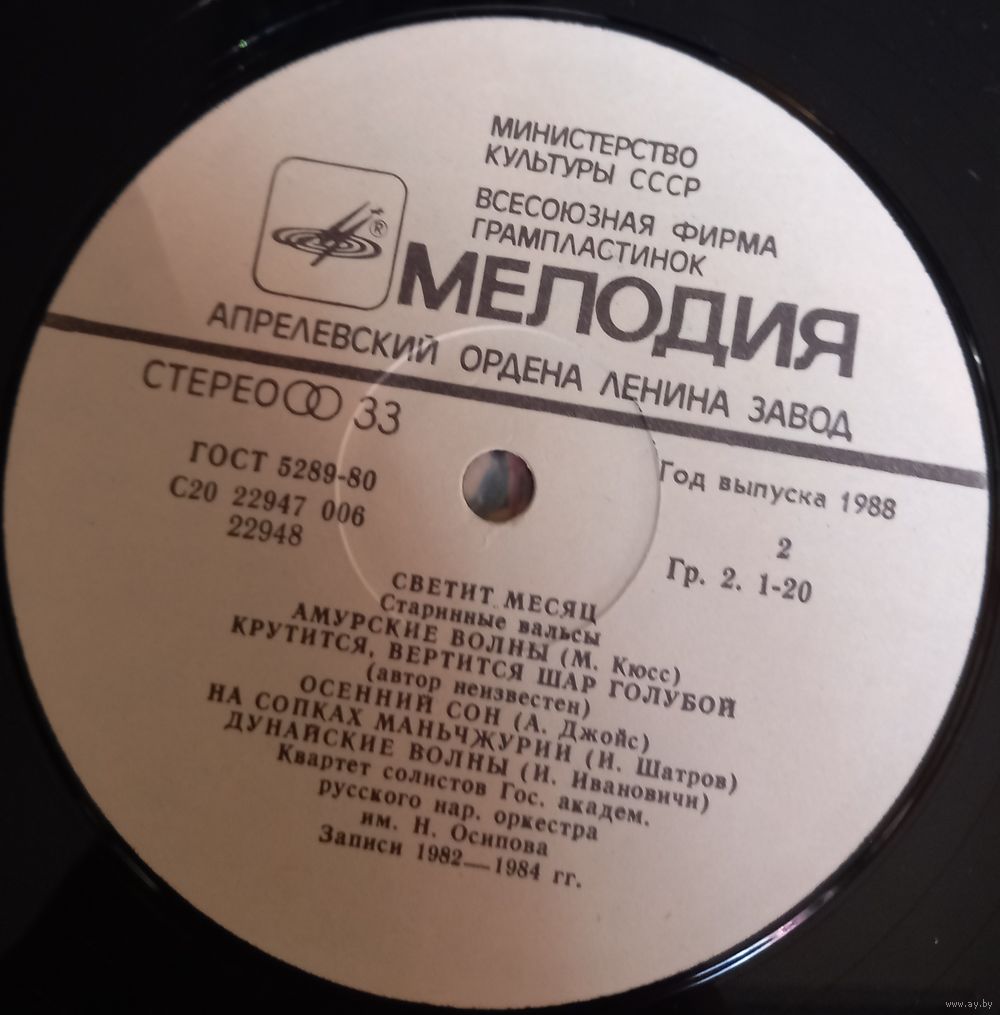 МИНИСТЕРСТВО
КУЛЬТУРЫ СССР
ВСЕСОЮЗНАЯ ФИРМА
ГРАМПЛАСТИНОК
®
МЕЛОДИЯ
АПРЕЛЕВСКИЙ ОРДЕНА ЛЕНИНА ЗАВОД
СТЕРЕО 33
ГОСТ 5289-80
С20 22947 006
22948
Год выпуска 1988
2
Гр. 2. 1-20
СВЕТИТ МЕСЯЦ
Старинные вальсы
АМУРСКИЕ ВОЛНЫ (М. Кюсс)
КРУТИТСЯ, ВЕРТИТСЯ ШАР ГОЛУБОЙ
(автор неизвестен)
ОСЕННИЙ СОН (А. Джойс)
НА СОПКАХ МАНЬЧЖУРИИ (И. Шатров)
ДУНАЙСКИЕ ВОЛНЫ (И. Ивановичи)
Квартет солистов Гос. академ.
русского нар. оркестра
им. Н. Осипова
Записи 1982—1984 гг.
www.ay.by